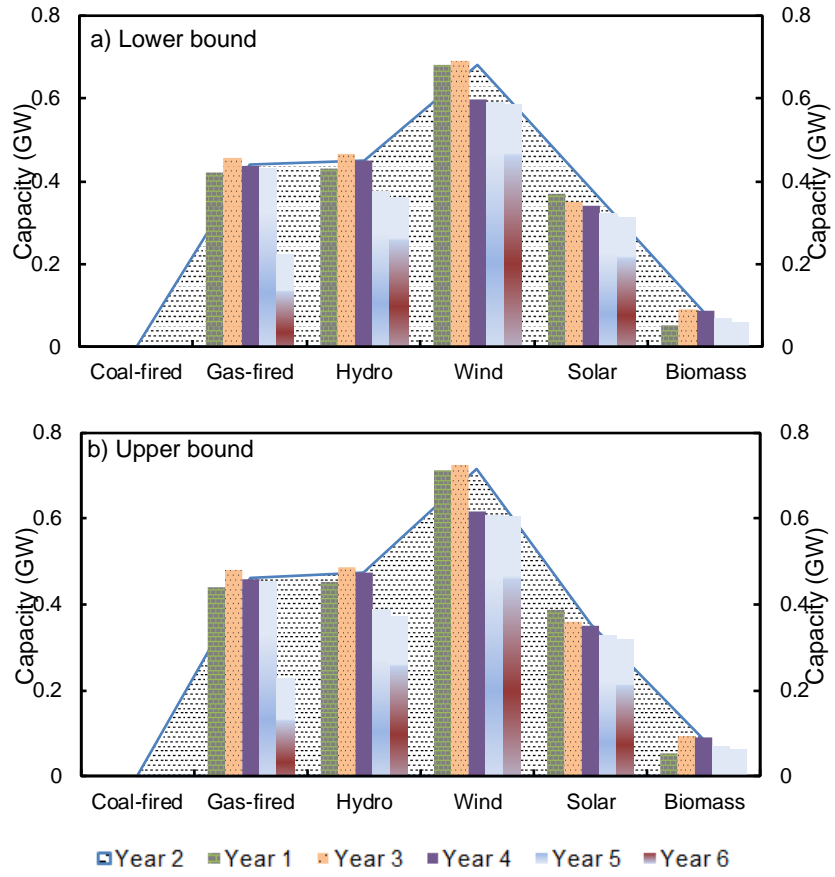 a) Lower bound
Capacity (GW)
0.8
0.6
0.4
0.2
0
0.8
0.6
0.4
0.2
0
Capacity (GW)
Coal-fired Gas-fired Hydro Wind Solar Biomass
b) Upper bound
Capacity (GW)
0.8
0.6
0.4
0.2
0
0.8
0.6
0.4
0.2
0
Capacity (GW)
Coal-fired Gas-fired Hydro Wind Solar Biomass
Year 2 Year 1 Year 3 Year 4 Year 5 Year 6